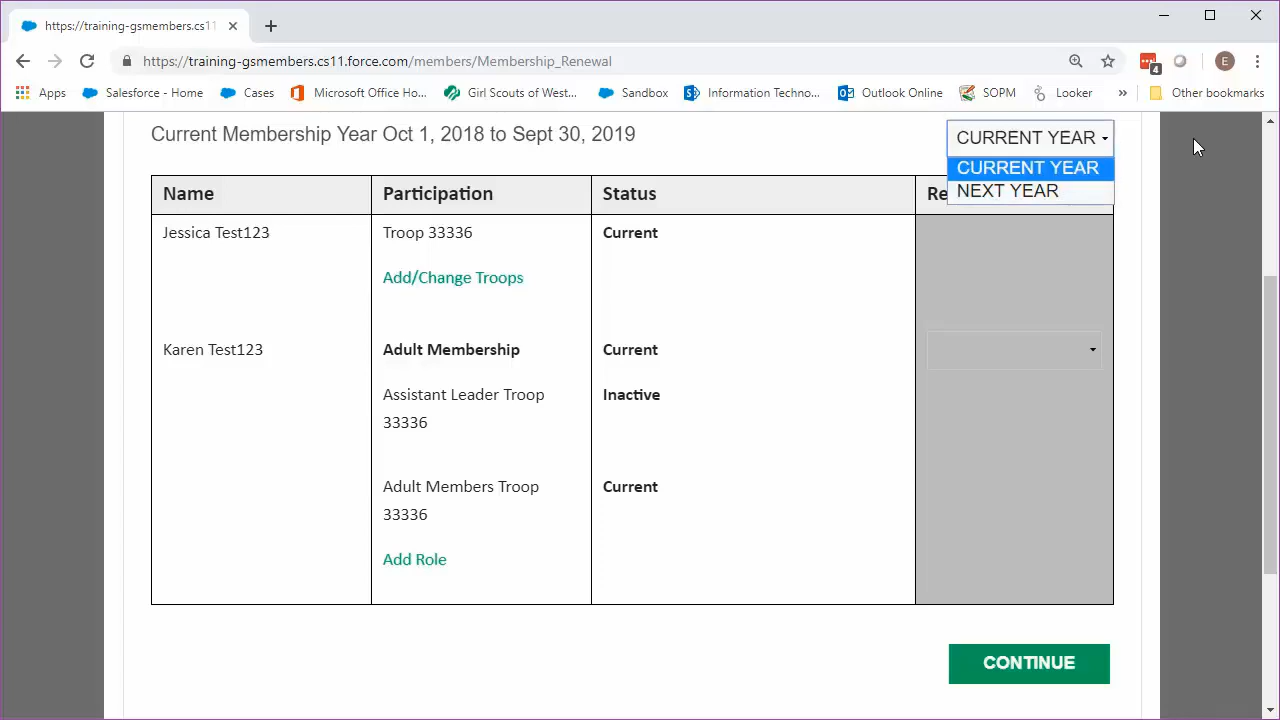 https://training-gsmembers.cs11
https://training-gsmembers.cs11.force.com/members/Membership_Renewal
4
E
Apps
Salesforce - Home
Cases
Microsoft Office Ho...
Girl Scouts of West...
Sandbox
Information Techno...
Outlook Online
SOPM
Looker
»
Other bookmarks
Current Membership Year Oct 1, 2018 to Sept 30, 2019
CURRENT YEAR
CURRENT YEAR
NEXT YEAR
Name
Participation
Status
Jessica Test123
Troop 33336
Current
Add/Change Troops
Karen Test123
Adult Membership
Current
Assistant Leader Troop
33336
Inactive
Adult Members Troop
33336
Current
Add Role
CONTINUE